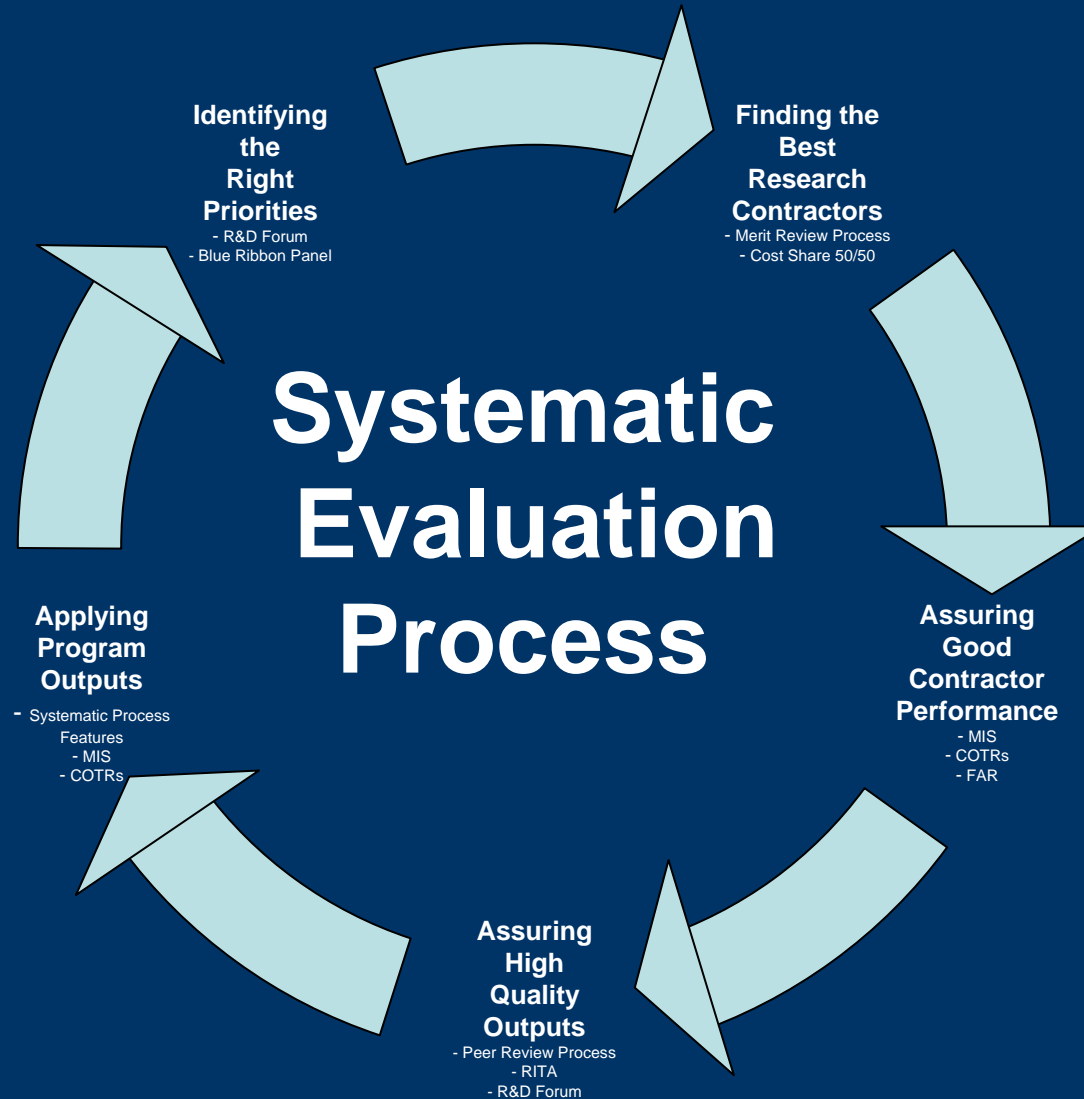 Identifying
the
Right
Priorities
- R&D Forum
- Blue Ribbon Panel
Finding the
Best
Research
Contractors
- Merit Review Process
- Cost Share 50/50
Systematic
Evaluation
Process
Assuring
Good
Contractor
Performance
- MIS
- COTRs
- FAR
Assuring
High
Quality
Outputs
- Peer Review Process
- RITA
- R&D Forum
Applying
Program
Outputs
- Systematic Process
Features
- MIS
- COTRs